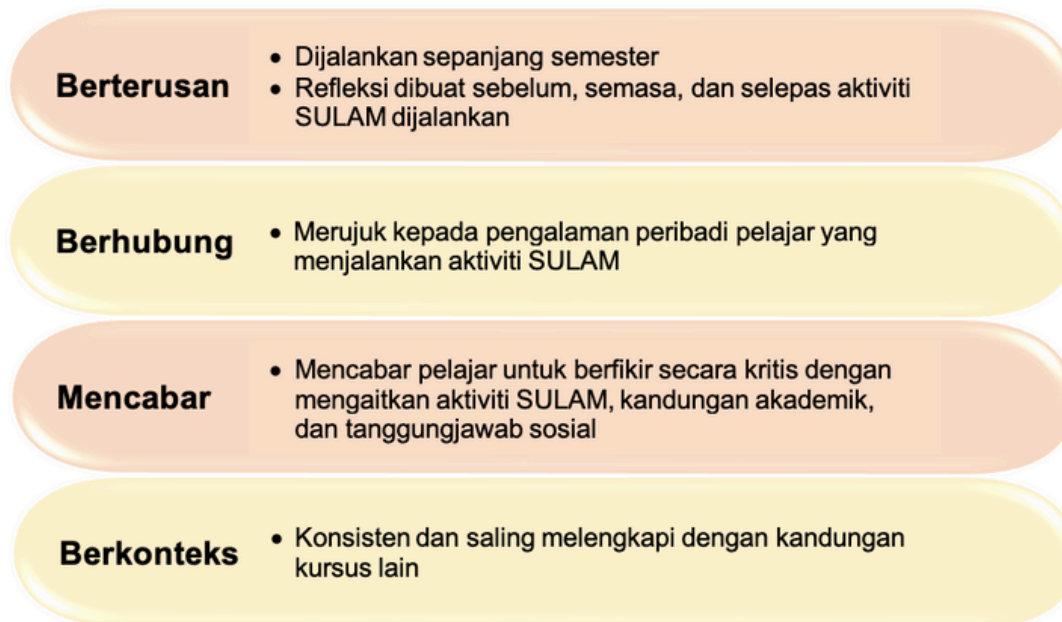 Berterusan
• Dijalankan sepanjang semester
• Refleksi dibuat sebelum, semasa, dan selepas aktiviti
SULAM dijalankan
Berhubung
• Merujuk kepada pengalaman peribadi pelajar yang
menjalankan aktiviti SULAM
Mencabar
• Mencabar pelajar untuk berfikir secara kritis dengan
mengaitkan aktiviti SULAM, kandungan akademik,
dan tanggungjawab sosial
Berkonteks
• Konsisten dan saling melengkapi dengan kandungan
kursus lain